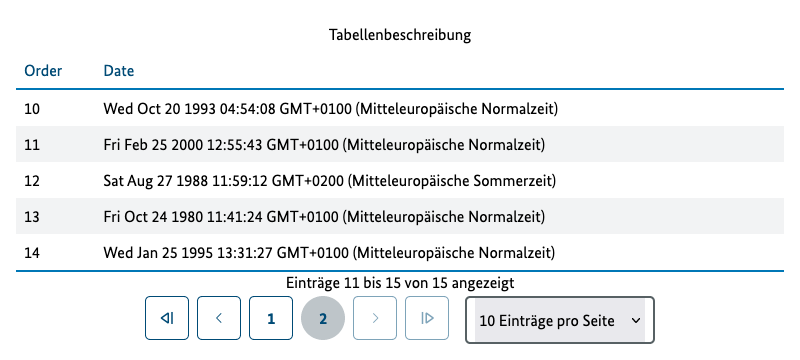 Tabellenbeschreibung
Order Date
10 Wed Oct 20 1993 04:54:08 GMT+0100 (Mitteleuropäische Normalzeit)
11 Fri Feb 25 2000 12:55:43 GMT+0100 (Mitteleuropäische Normalzeit)
12 Sat Aug 27 1988 11:59:12 GMT+0200 (Mitteleuropäische Sommerzeit)
13 Fri Oct 24 1980 11:41:24 GMT+0100 (Mitteleuropäische Normalzeit)
14 Wed Jan 25 1995 13:31:27 GMT+0100 (Mitteleuropäische Normalzeit)
Einträge 11 bis 15 von 15 angezeigt
1 2 10 Einträge pro Seite